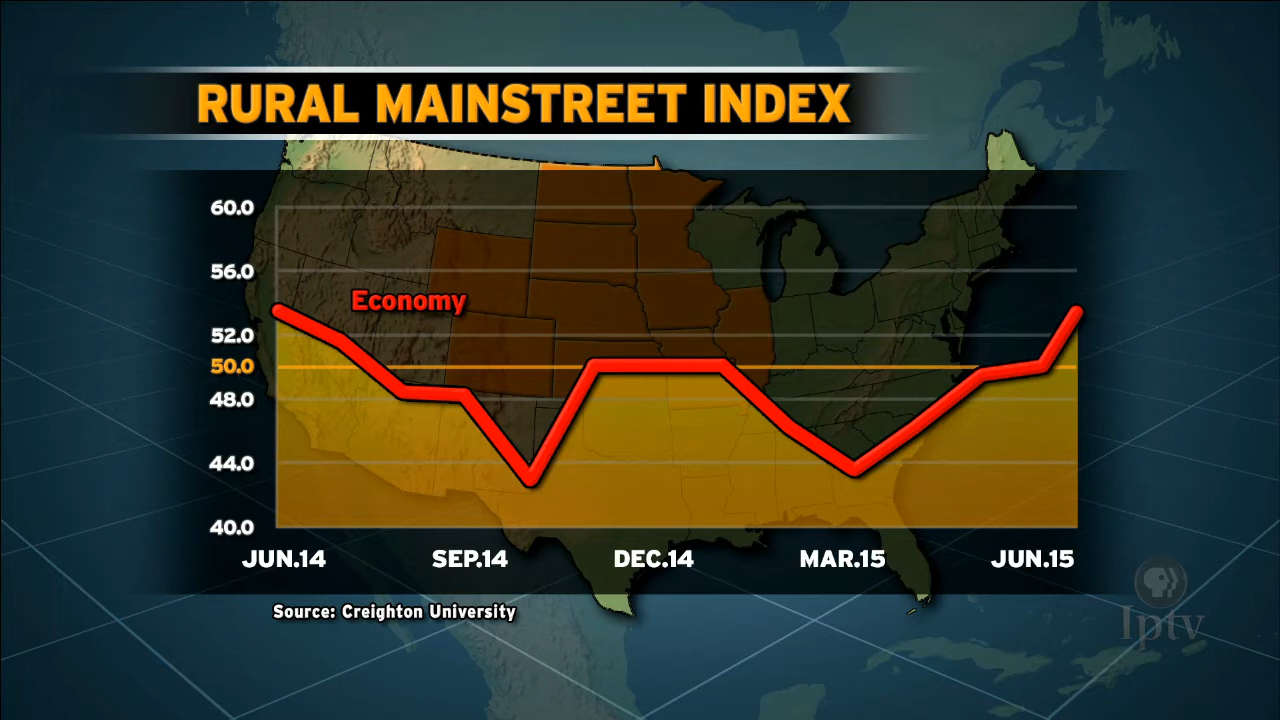 RURAL MAINSTREET INDEX
60.0
56.0
Economy
52.0
50.0
48.0
44.0
40.0
JUN.14 SEP.14 DEC.14 MAR.15 JUN.15
Source: Creighton University
Iptv